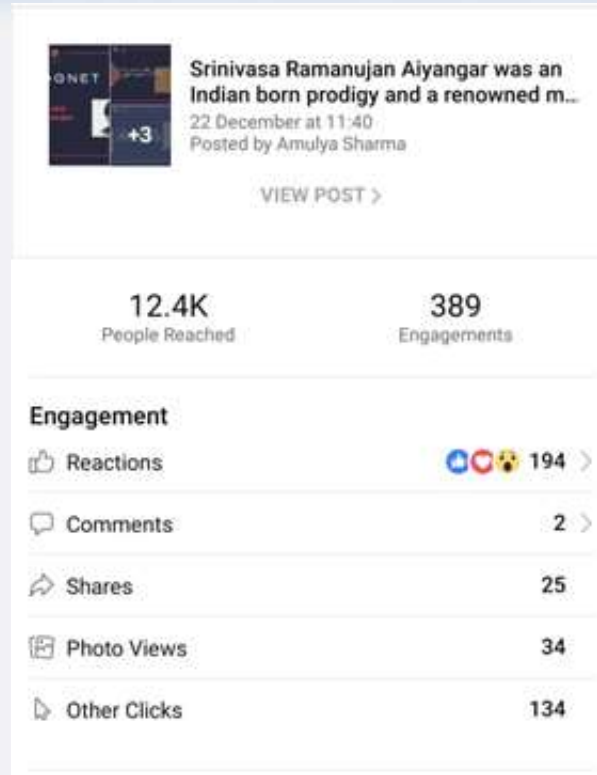 OGNET
+3
Srinivasa Ramanujan Aiyangar was an
Indian born prodigy and a renowned m...
22 December at 11:40
Posted by Amulya Sharma
VIEW POST >
12.4K
People Reached
389
Engagements
Engagement
Reactions 194
Comments 2
Shares 25
Photo Views 34
Other Clicks 134